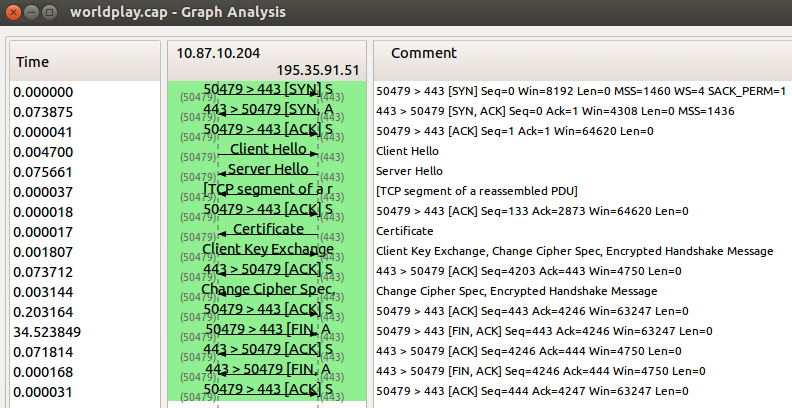 worldplay.cap - Graph Analysis
Time 10.87.10.204 195.35.91.51 Comment
0.000000 (50479) 50479 > 443 [SYN] S (443) 50479 > 443 [SYN] Seq=0 Win=8192 Len=0 MSS=1460 WS=4 SACK_PERM=1
0.073875 (50479) 443 > 50479 [SYN, A (443) 443 > 50479 [SYN, ACK] Seq=0 Ack=1 Win=4308 Len=0 MSS=1436
0.000041 (50479) 50479 > 443 [ACK] S (443) 50479 > 443 [ACK] Seq=1 Ack=1 Win=64620 Len=0
0.004700 (50479) Client Hello (443) Client Hello
0.075661 (50479) Server Hello (443) Server Hello
0.000037 (50479) [TCP segment of a r (443) [TCP segment of a reassembled PDU]
0.000018 (50479) 50479 > 443 [ACK] S (443) 50479 > 443 [ACK] Seq=133 Ack=2873 Win=64620 Len=0
0.000017 (50479) Certificate (443) Certificate
0.001807 (50479) Client Key Exchange (443) Client Key Exchange, Change Cipher Spec, Encrypted Handshake Message
0.073712 (50479) 443 > 50479 [ACK] S (443) 443 > 50479 [ACK] Seq=4203 Ack=443 Win=4750 Len=0
0.003144 (50479) Change Cipher Spec, (443) Change Cipher Spec, Encrypted Handshake Message
0.203164 (50479) 50479 > 443 [ACK] S (443) 50479 > 443 [ACK] Seq=443 Ack=4246 Win=63247 Len=0
34.523849 (50479) 50479 > 443 [FIN, A (443) 50479 > 443 [FIN, ACK] Seq=443 Ack=4246 Win=63247 Len=0
0.071814 (50479) 443 > 50479 [ACK] S (443) 443 > 50479 [ACK] Seq=4246 Ack=444 Win=4750 Len=0
0.000168 (50479) 443 > 50479 [FIN, A (443) 443 > 50479 [FIN, ACK] Seq=4246 Ack=444 Win=4750 Len=0
0.000031 (50479) 50479 > 443 [ACK] S (443) 50479 > 443 [ACK] Seq=444 Ack=4247 Win=63247 Len=0